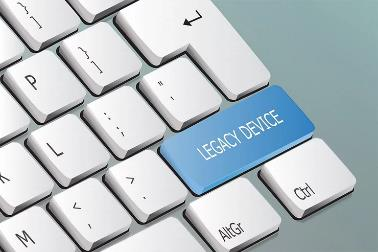 {
[
}
]
P
"
'
:
;
L
K
LEGACY DEVICE
<
,
>
.
Ctrl
M
AltGr